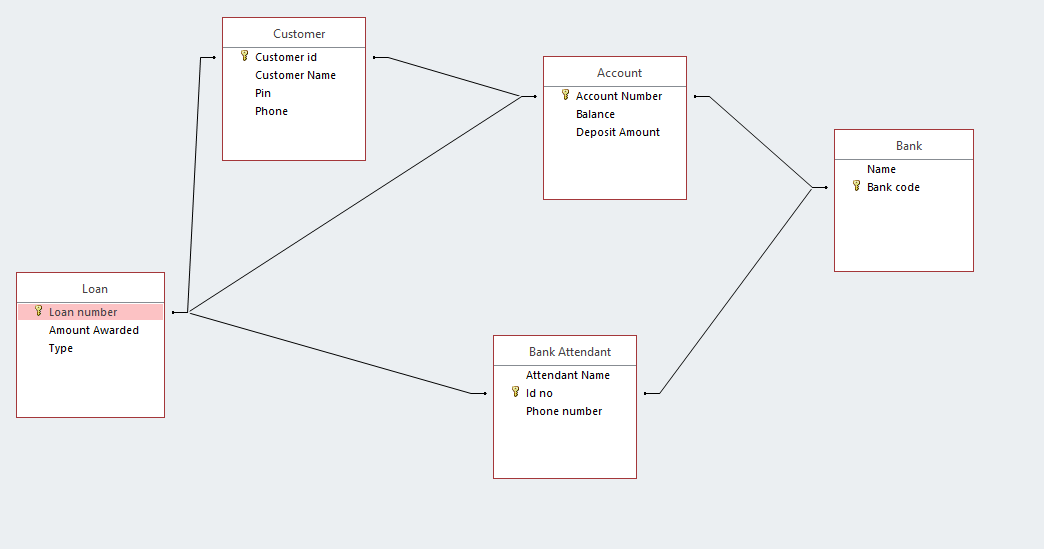 Customer
Customer id
Customer Name
Pin
Phone
Account
Account Number
Balance
Deposit Amount
Bank
Name
Bank code
Loan
Loan number
Amount Awarded
Type
Bank Attendant
Attendant Name
Id no
Phone number